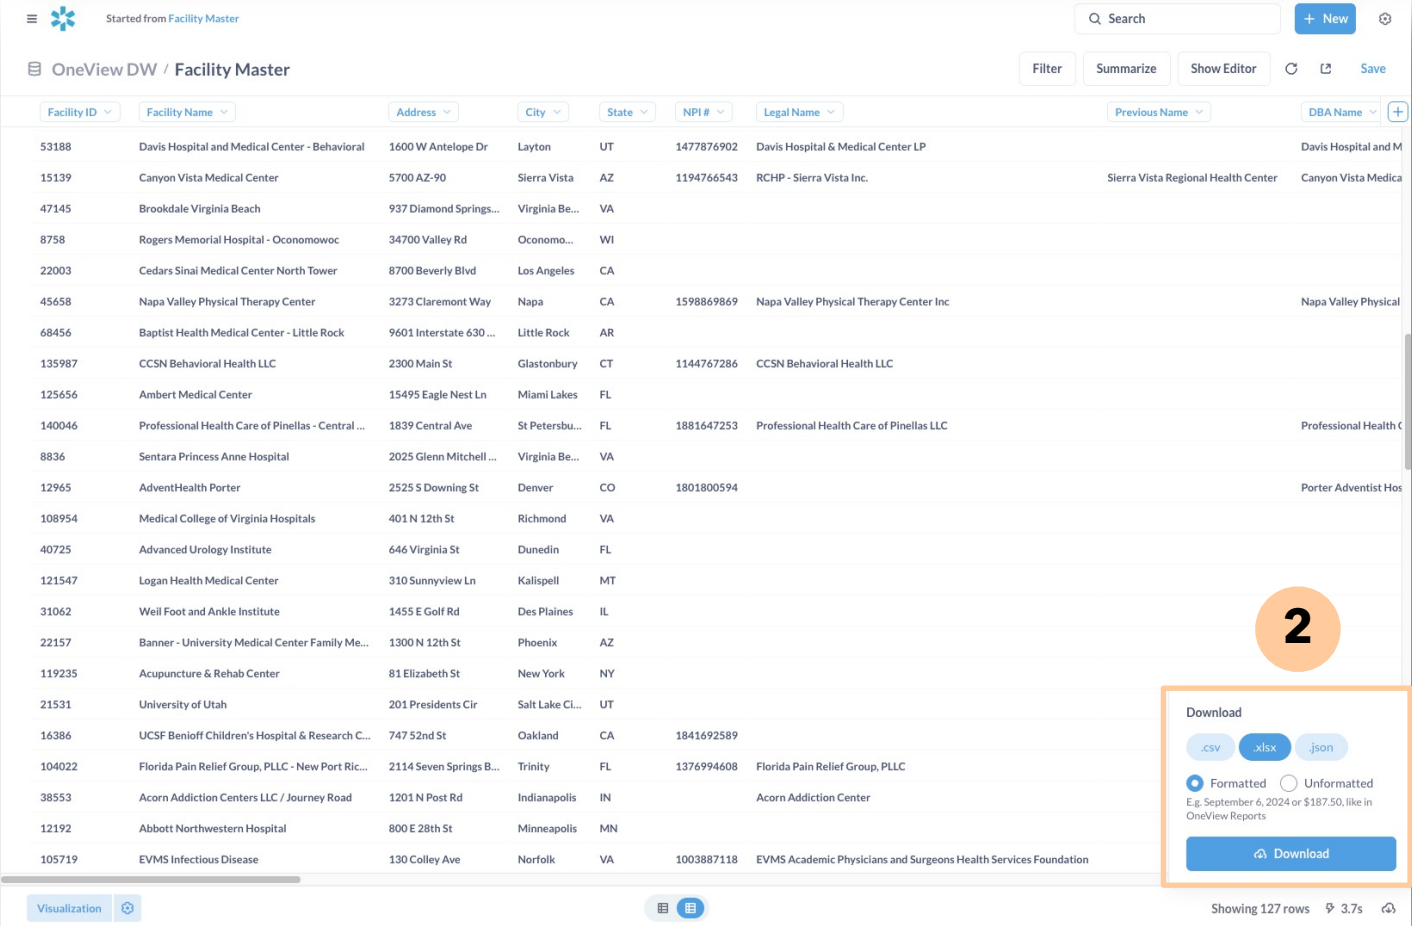 Started from Facility Master
Search
+ New
OneView DW / Facility Master
Filter
Summarize
Show Editor
Save
Facility ID Facility Name Address City State NPI # Legal Name Previous Name DBA Name
53188 Davis Hospital and Medical Center - Behavioral 1600 W Antelope Dr Layton UT 1477876902 Davis Hospital & Medical Center LP Davis Hospital and M
15139 Canyon Vista Medical Center 5700 AZ-90 Sierra Vista AZ 1194766543 RCHP - Sierra Vista Inc. Sierra Vista Regional Health Center Canyon Vista Medica
47145 Brookdale Virginia Beach 937 Diamond Springs... Virginia Be... VA
8758 Rogers Memorial Hospital - Oconomowoc 34700 Valley Rd Oconomo... WI
22003 Cedars Sinai Medical Center North Tower 8700 Beverly Blvd Los Angeles CA
45658 Napa Valley Physical Therapy Center 3273 Claremont Way Napa CA 1598869869 Napa Valley Physical Therapy Center Inc Napa Valley Physical
68456 Baptist Health Medical Center - Little Rock 9601 Interstate 630 ... Little Rock AR
135987 CCSN Behavioral Health LLC 2300 Main St Glastonbury CT 1144767286 CCSN Behavioral Health LLC
125656 Ambert Medical Center 15495 Eagle Nest Ln Miami Lakes FL
140046 Professional Health Care of Pinellas - Central ... 1839 Central Ave St Petersbu... FL 1881647253 Professional Health Care of Pinellas LLC Professional Health C
8836 Sentara Princess Anne Hospital 2025 Glenn Mitchell ... Virginia Be... VA
12965 AdventHealth Porter 2525 S Downing St Denver CO 1801800594 Porter Adventist Hos
108954 Medical College of Virginia Hospitals 401 N 12th St Richmond VA
40725 Advanced Urology Institute 646 Virginia St Dunedin FL
121547 Logan Health Medical Center 310 Sunnyview Ln Kalispell MT
31062 Weil Foot and Ankle Institute 1455 E Golf Rd Des Plaines IL
22157 Banner - University Medical Center Family Me... 1300 N 12th St Phoenix AZ
119235 Acupuncture & Rehab Center 81 Elizabeth St New York NY
21531 University of Utah 201 Presidents Cir Salt Lake Ci... UT
16386 UCSF Benioff Children's Hospital & Research C... 747 52nd St Oakland CA 1841692589
104022 Florida Pain Relief Group, PLLC - New Port Ric... 2114 Seven Springs B... Trinity FL 1376994608 Florida Pain Relief Group, PLLC
38553 Acorn Addiction Centers LLC / Journey Road 1201 N Post Rd Indianapolis IN Acorn Addiction Center
12192 Abbott Northwestern Hospital 800 E 28th St Minneapolis MN
105719 EVMS Infectious Disease 130 Colley Ave Norfolk VA 1003887118 EVMS Academic Physicians and Surgeons Health Services Foundation
2
Download
.csv .xlsx .json
Formatted Unformatted
E.g. September 6, 2024 or $187.50, like in
OneView Reports
Download
Visualization
Showing 127 rows 3.7s